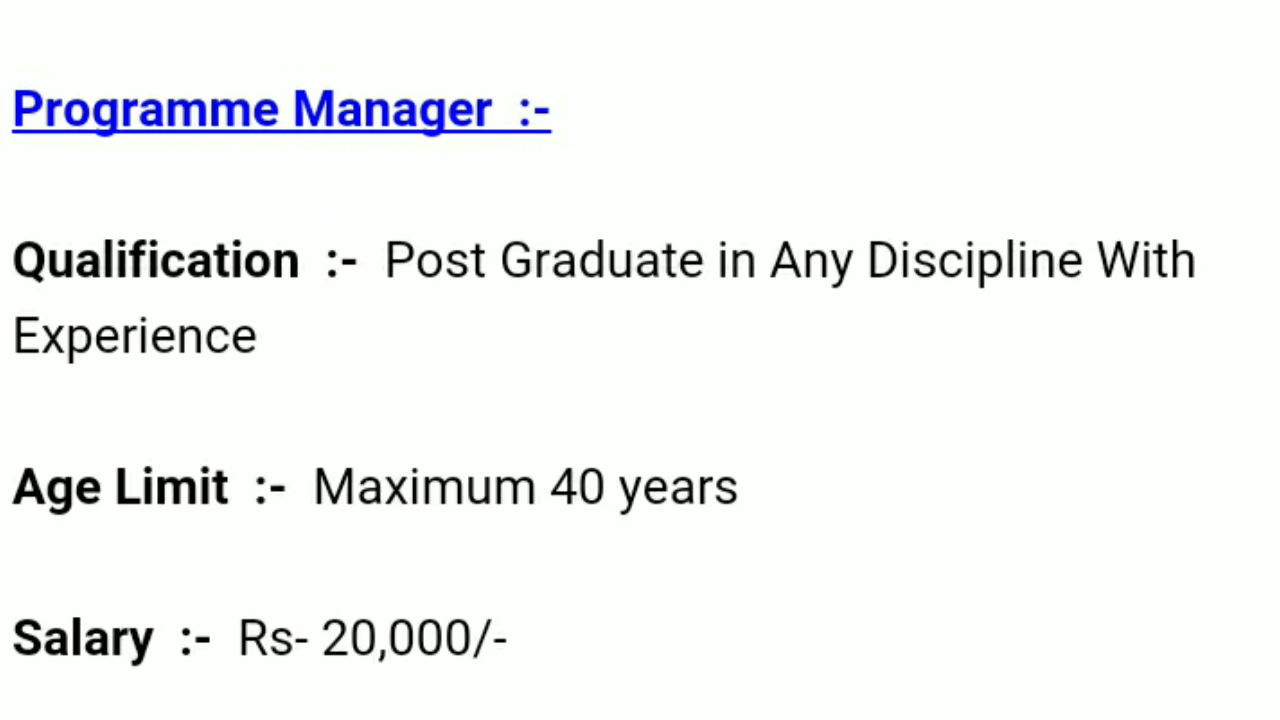 Programme Manager  :-
Qualification  :-  Post Graduate in Any Discipline With
Experience
Age Limit  :-  Maximum 40 years
Salary  :-  Rs- 20,000/-